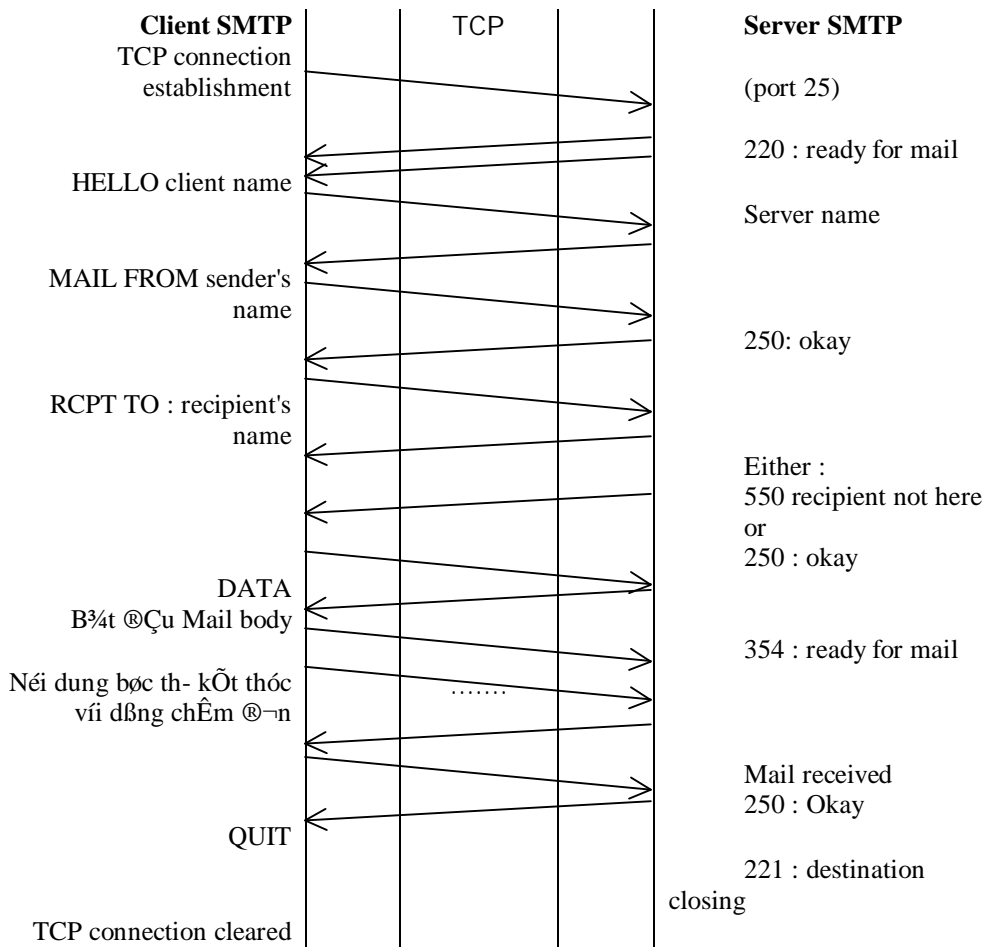 Client SMTP TCP Server SMTP
TCP connection
establishment (port 25)
220 : ready for mail
HELLO client name
Server name
MAIL FROM sender's
name
250: okay
RCPT TO : recipient's
name
Either :
550 recipient not here
or
250 : okay
DATA
B¾t ®Çu Mail body
354 : ready for mail
Néi dung bøc th- kÕt thóc
víi dßng chÊm ®¬n
.......
Mail received
250 : Okay
QUIT
221 : destination
closing
TCP connection cleared